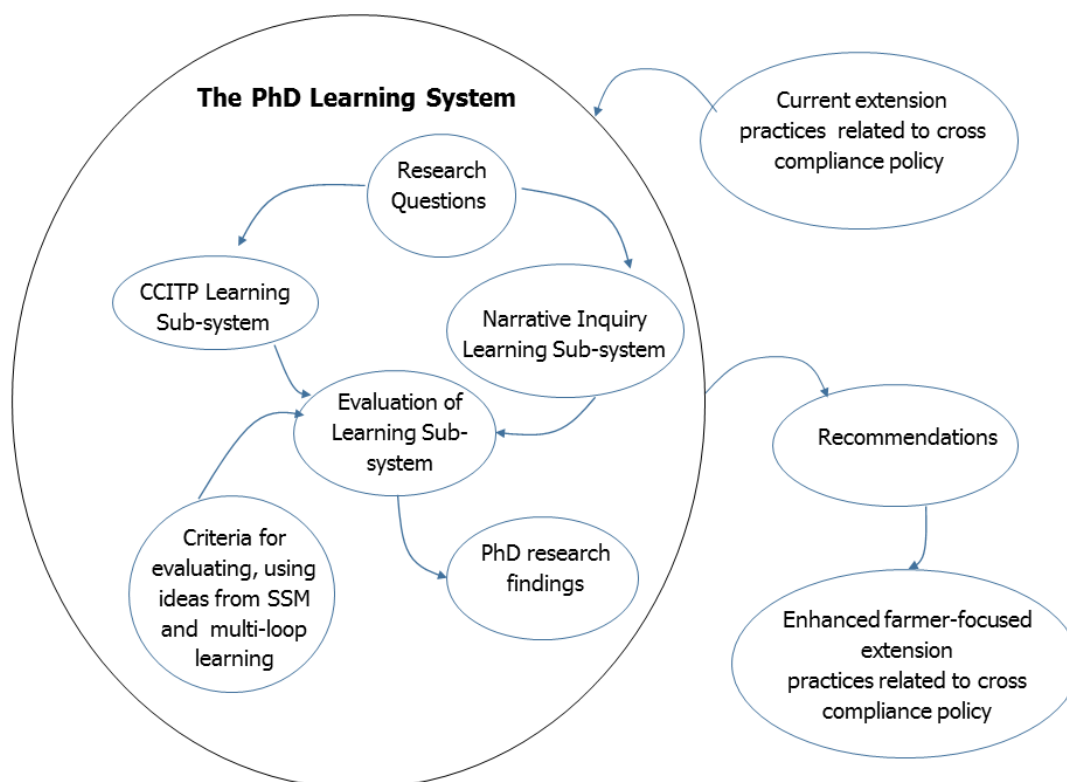 The PhD Learning System
Current extension
practices related to cross
compliance policy
Research
Questions
CCITP Learning
Sub-system
Narrative Inquiry
Learning Sub-system
Evaluation of
Learning Sub-
system
Recommendations
Criteria for
evaluating, using
ideas from SSM
and multi-loop
learning
PhD research
findings
Enhanced farmer-focused
extension
practices related to cross
compliance policy